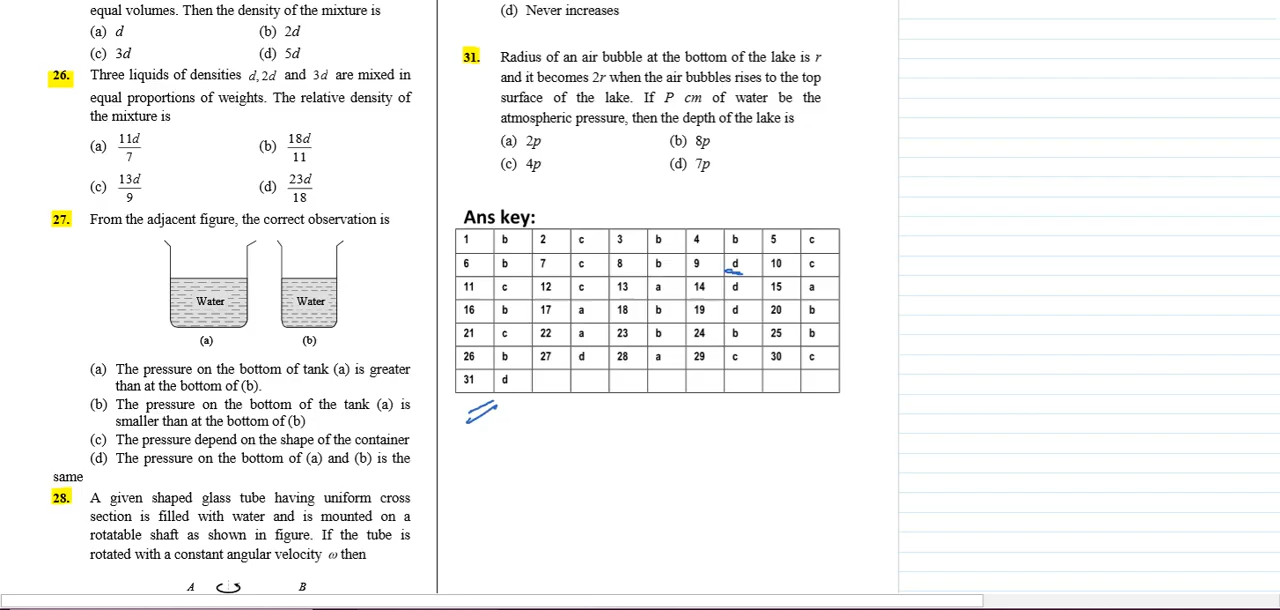 equal volumes. Then the density of the mixture is
(a) d (b) 2d
(c) 3d (d) 5d
26. Three liquids of densities d, 2d and 3d are mixed in
equal proportions of weights. The relative density of
the mixture is
(a) 11d/7 (b) 18d/11
(c) 13d/9 (d) 23d/18
27. From the adjacent figure, the correct observation is
Water Water
(a) (b)
(a) The pressure on the bottom of tank (a) is greater
than at the bottom of (b).
(b) The pressure on the bottom of the tank (a) is
smaller than at the bottom of (b)
(c) The pressure depend on the shape of the container
(d) The pressure on the bottom of (a) and (b) is the
same
28. A given shaped glass tube having uniform cross
section is filled with water and is mounted on a
rotatable shaft as shown in figure. If the tube is
rotated with a constant angular velocity ω then
A B
(d) Never increases
31. Radius of an air bubble at the bottom of the lake is r
and it becomes 2r when the air bubbles rises to the top
surface of the lake. If P cm of water be the
atmospheric pressure, then the depth of the lake is
(a) 2p (b) 8p
(c) 4p (d) 7p
Ans key:
1 b 2 c 3 b 4 b 5 c
6 b 7 c 8 b 9 d 10 c
11 c 12 c 13 a 14 d 15 a
16 b 17 a 18 b 19 d 20 b
21 c 22 a 23 b 24 b 25 b
26 b 27 d 28 a 29 c 30 c
31 d